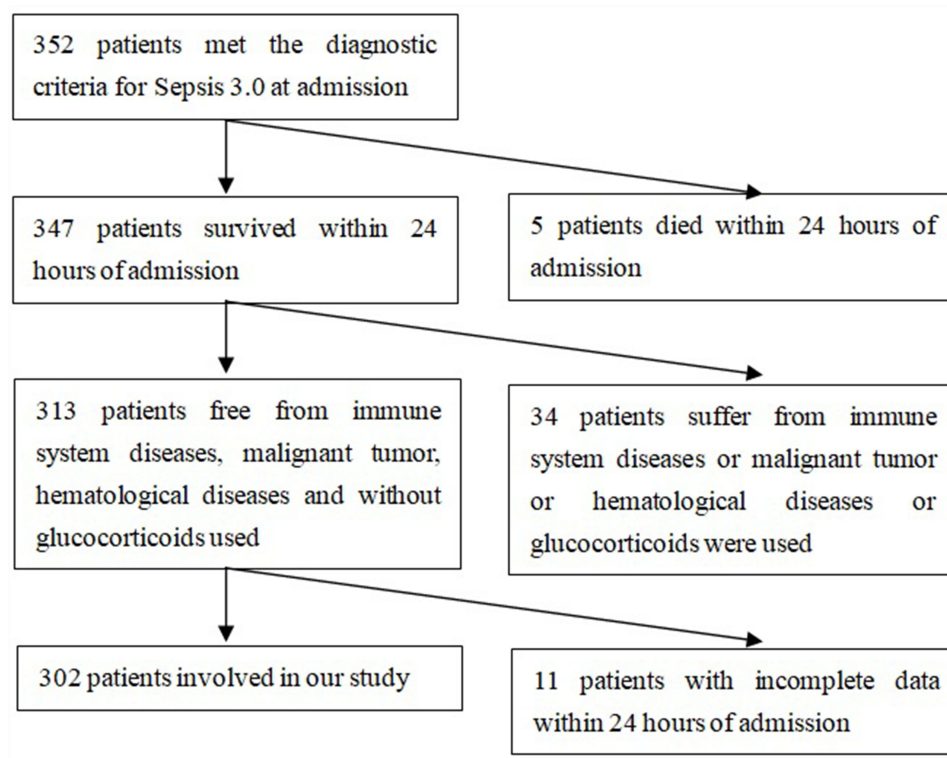 352 patients met the diagnostic
criteria for Sepsis 3.0 at admission
347 patients survived within 24
hours of admission
5 patients died within 24 hours of
admission
313 patients free from immune
system diseases, malignant tumor,
hematological diseases and without
glucocorticoids used
34 patients suffer from immune
system diseases or malignant tumor
or hematological diseases or
glucocorticoids were used
302 patients involved in our study
11 patients with incomplete data
within 24 hours of admission